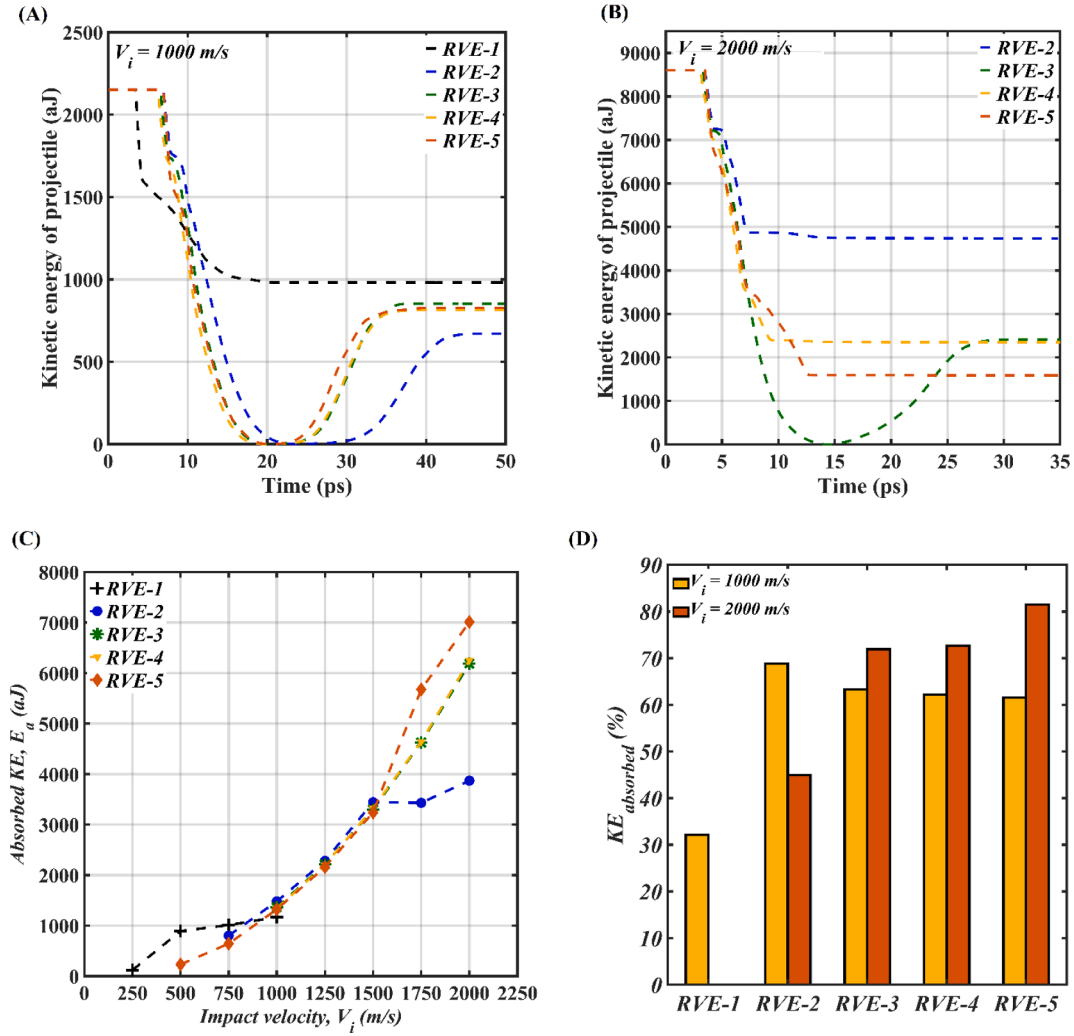 (A)
V_i = 1000 m/s
RVE-1
RVE-2
RVE-3
RVE-4
RVE-5
Kinetic energy of projectile (aJ)
2500
2000
1500
1000
500
0
0 10 20 30 40 50
Time (ps)
(B)
V_i = 2000 m/s
RVE-2
RVE-3
RVE-4
RVE-5
Kinetic energy of projectile (aJ)
9000
8000
7000
6000
5000
4000
3000
2000
1000
0
0 5 10 15 20 25 30 35
Time (ps)
(C)
RVE-1
RVE-2
RVE-3
RVE-4
RVE-5
Absorbed KE, E_a (aJ)
8000
7000
6000
5000
4000
3000
2000
1000
0
0 250 500 750 1000 1250 1500 1750 2000 2250
Impact velocity, V_i (m/s)
(D)
V_i = 1000 m/s
V_i = 2000 m/s
KE_absorbed (%)
90
80
70
60
50
40
30
20
10
0
RVE-1 RVE-2 RVE-3 RVE-4 RVE-5